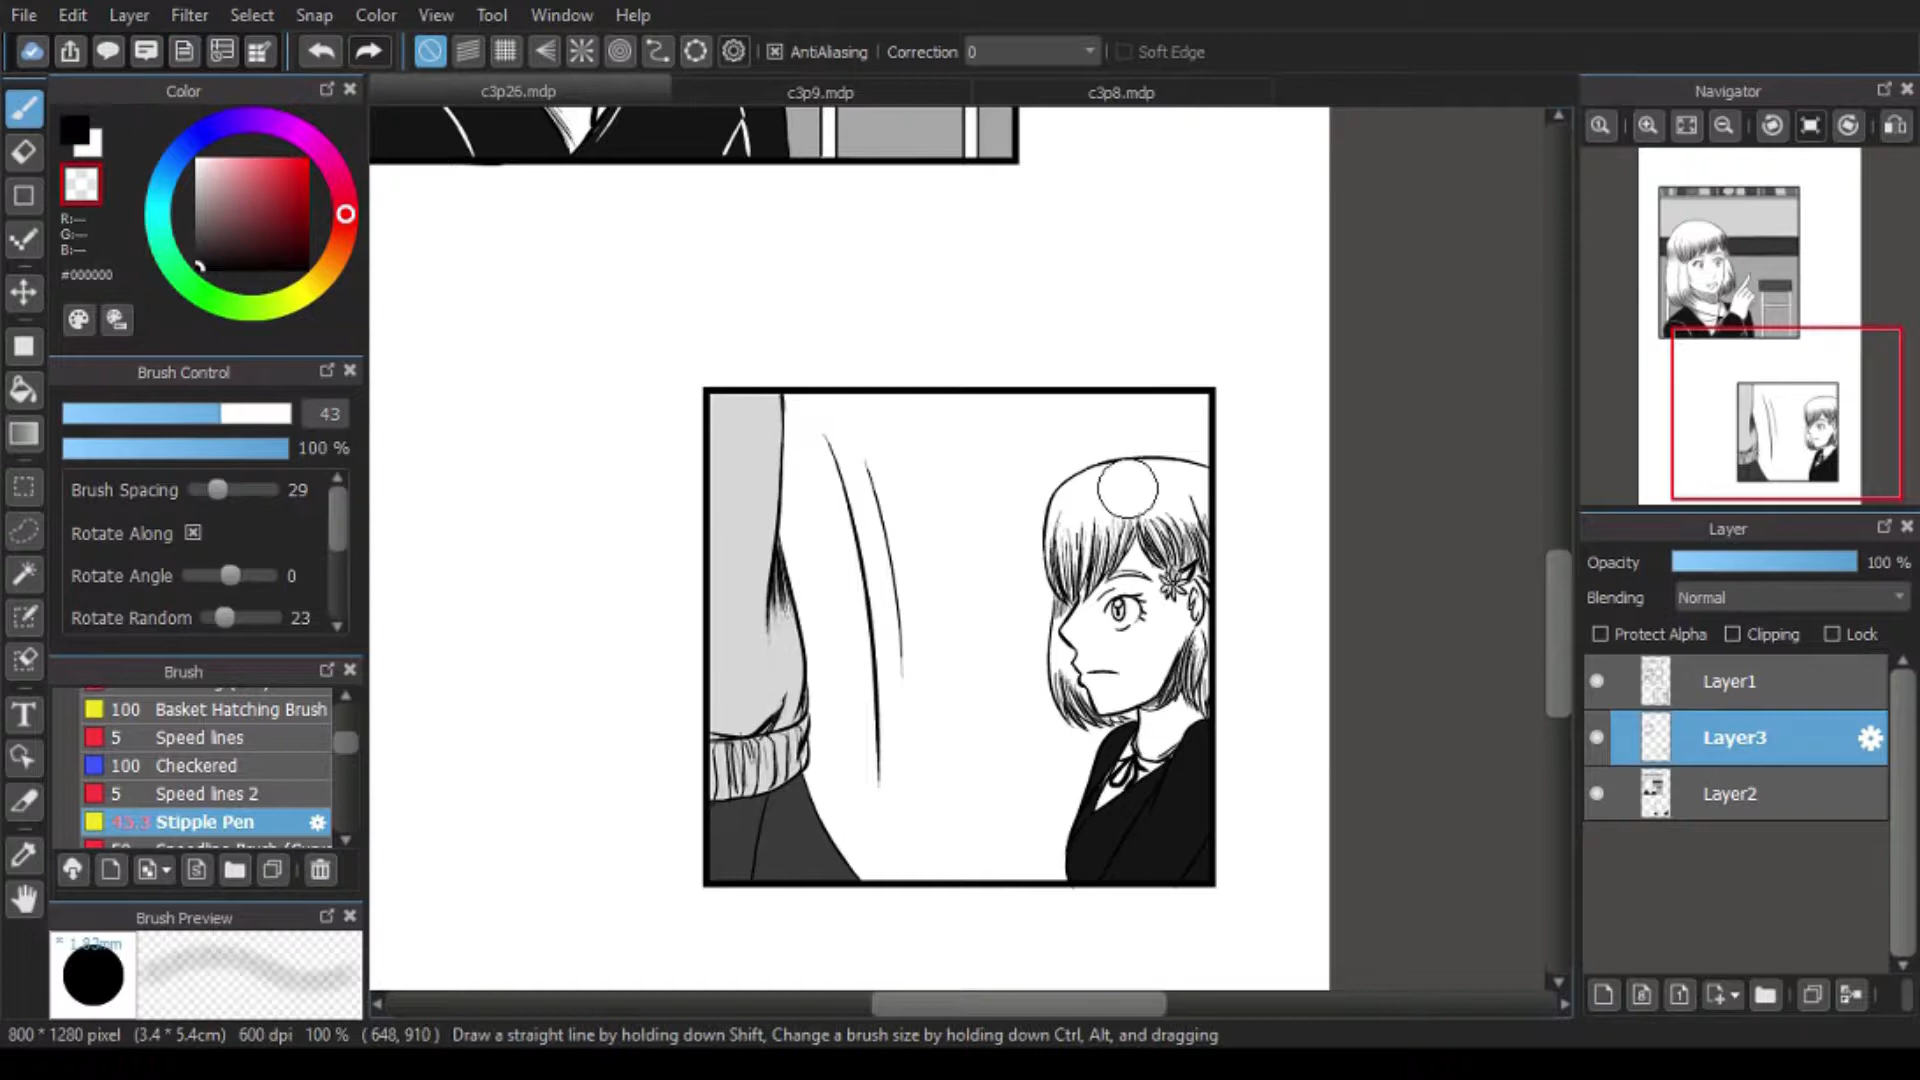 File Edit Layer Filter Select Snap Color View Tool Window Help
AntiAliasing Correction 0 Soft Edge
Color
c3p26.mdp c3p9.mdp c3p8.mdp
Navigator
R:---
G:---
B:---
#000000
Brush Control
43
100 %
Brush Spacing 29
Rotate Along
Rotate Angle 0
Rotate Random 23
Brush
100 Basket Hatching Brush
5 Speed lines
100 Checkered
5 Speed lines 2
45.3 Stipple Pen
Brush Preview
* 1.83mm
Layer
Opacity 100 %
Blending Normal
Protect Alpha Clipping Lock
Layer1
Layer3
Layer2
800 * 1280 pixel (3.4 * 5.4cm) 600 dpi 100 % ( 648, 910 ) Draw a straight line by holding down Shift, Change a brush size by holding down Ctrl, Alt, and dragging